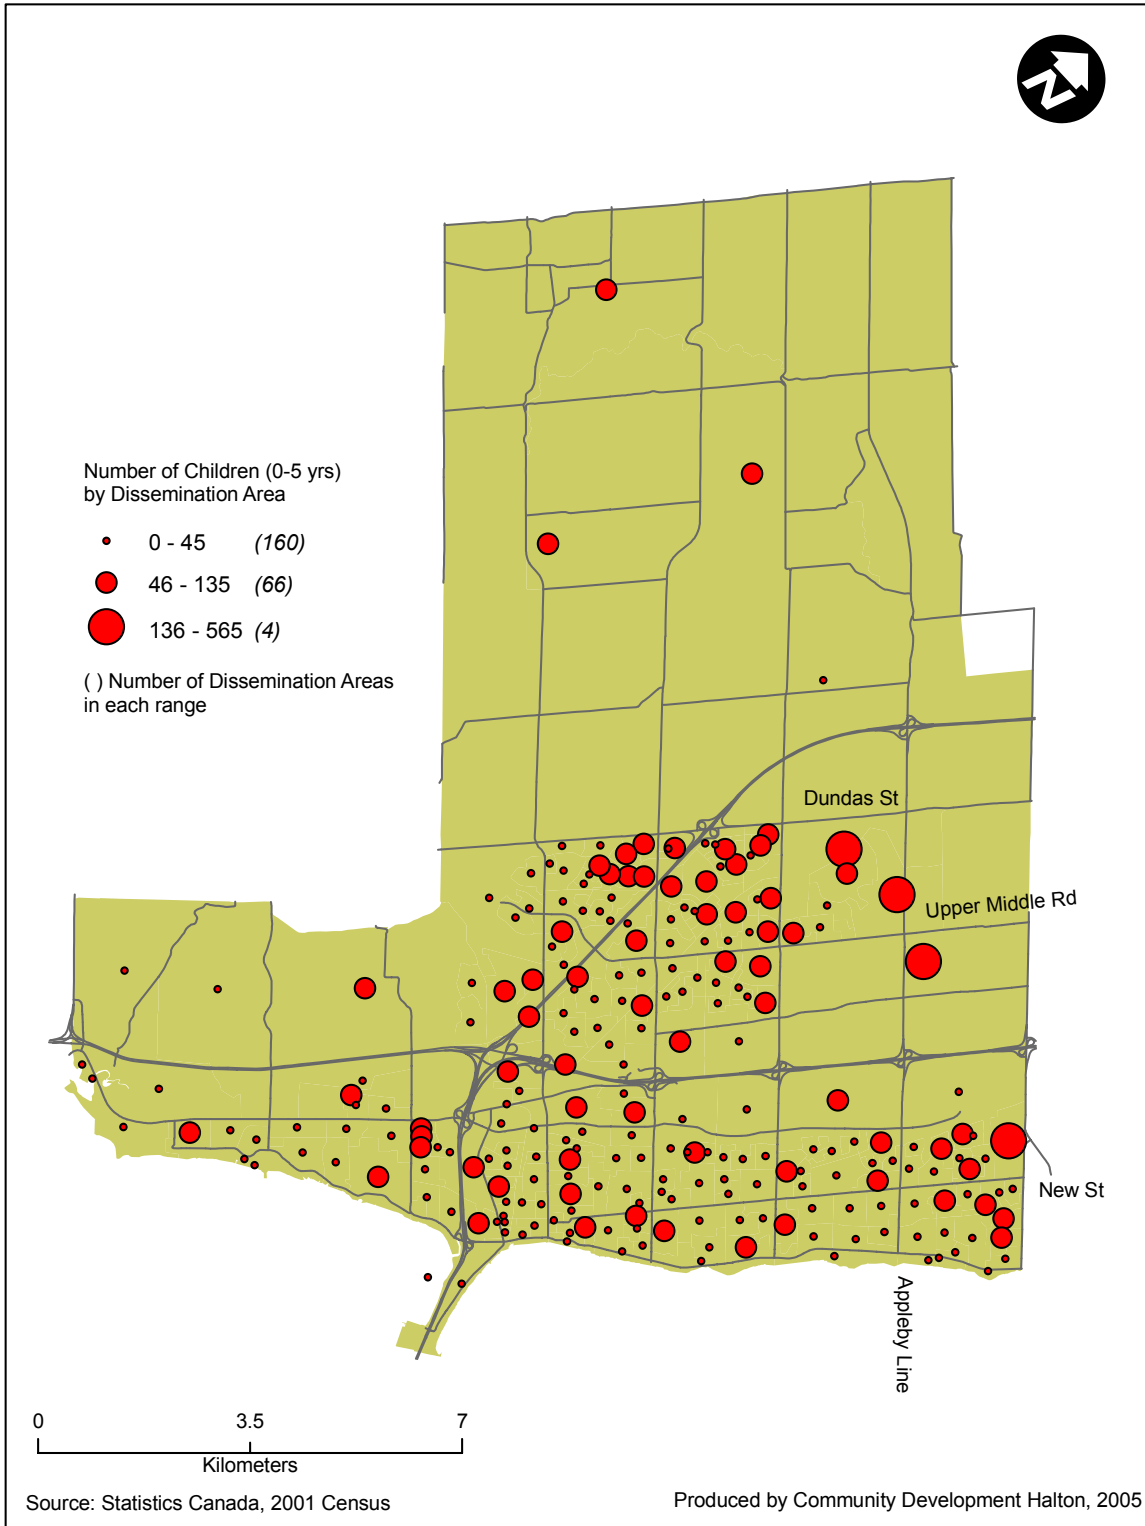 N
Number of Children (0-5 yrs)
by Dissemination Area
0 - 45 (160)
46 - 135 (66)
136 - 565 (4)
( ) Number of Dissemination Areas
in each range
Dundas St
Upper Middle Rd
New St
Appleby Line
0 3.5 7
Kilometers
Source: Statistics Canada, 2001 Census
Produced by Community Development Halton, 2005